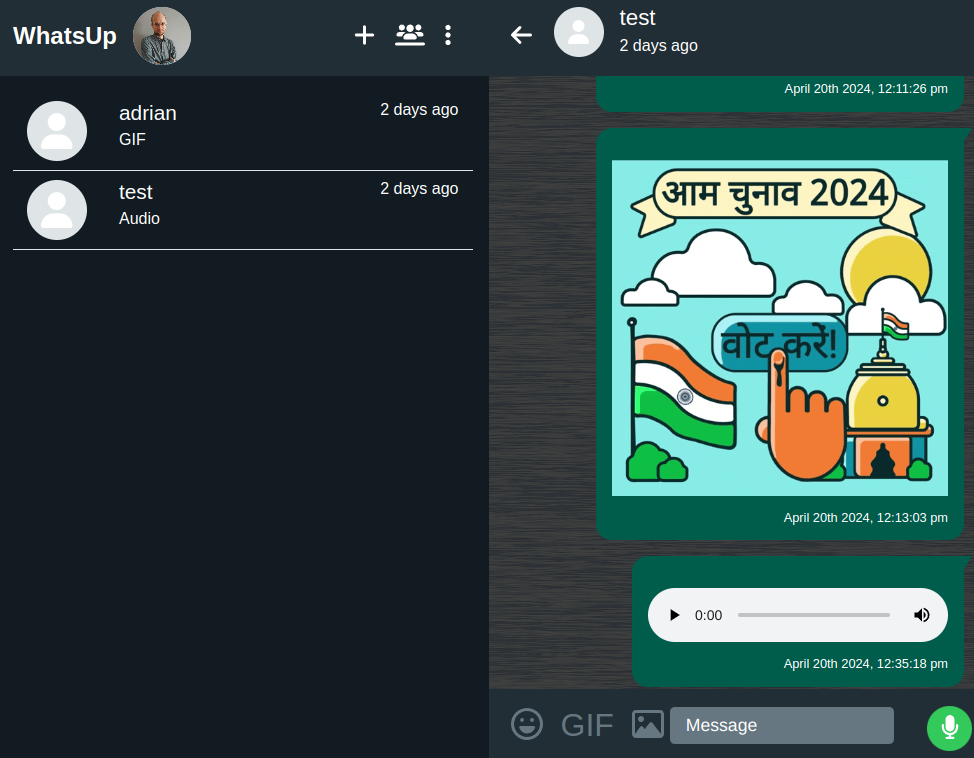 WhatsUp
adrian
2 days ago
GIF
test
2 days ago
Audio
test
2 days ago
April 20th 2024, 12:11:26 pm
आम चुनाव 2024
वोट करें!
April 20th 2024, 12:13:03 pm
0:00
April 20th 2024, 12:35:18 pm
GIF
Message